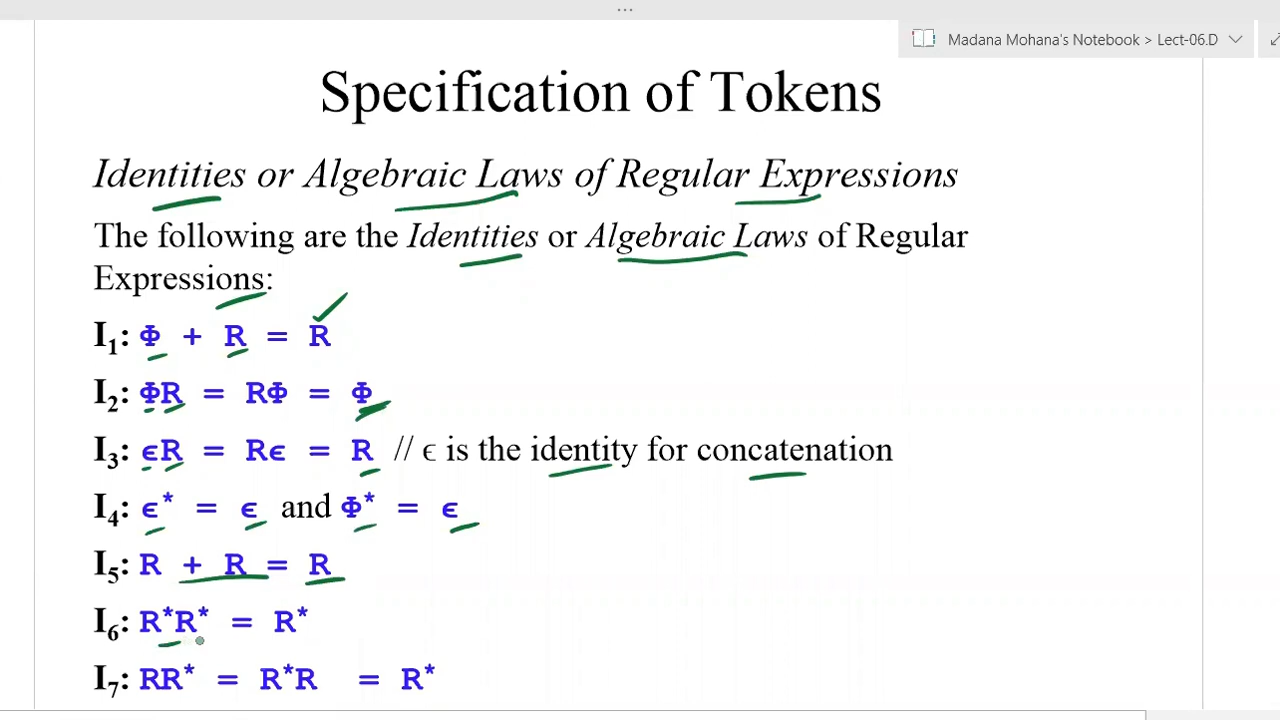 Madana Mohana's Notebook > Lect-06.D
Specification of Tokens
Identities or Algebraic Laws of Regular Expressions
The following are the Identities or Algebraic Laws of Regular
Expressions:
I₁: Φ + R = R
I₂: ΦR = RΦ = Φ
I₃: ϵR = Rϵ = R // ϵ is the identity for concatenation
I₄: ϵ* = ϵ and Φ* = ϵ
I₅: R + R = R
I₆: R*R* = R*
I₇: RR* = R*R = R*